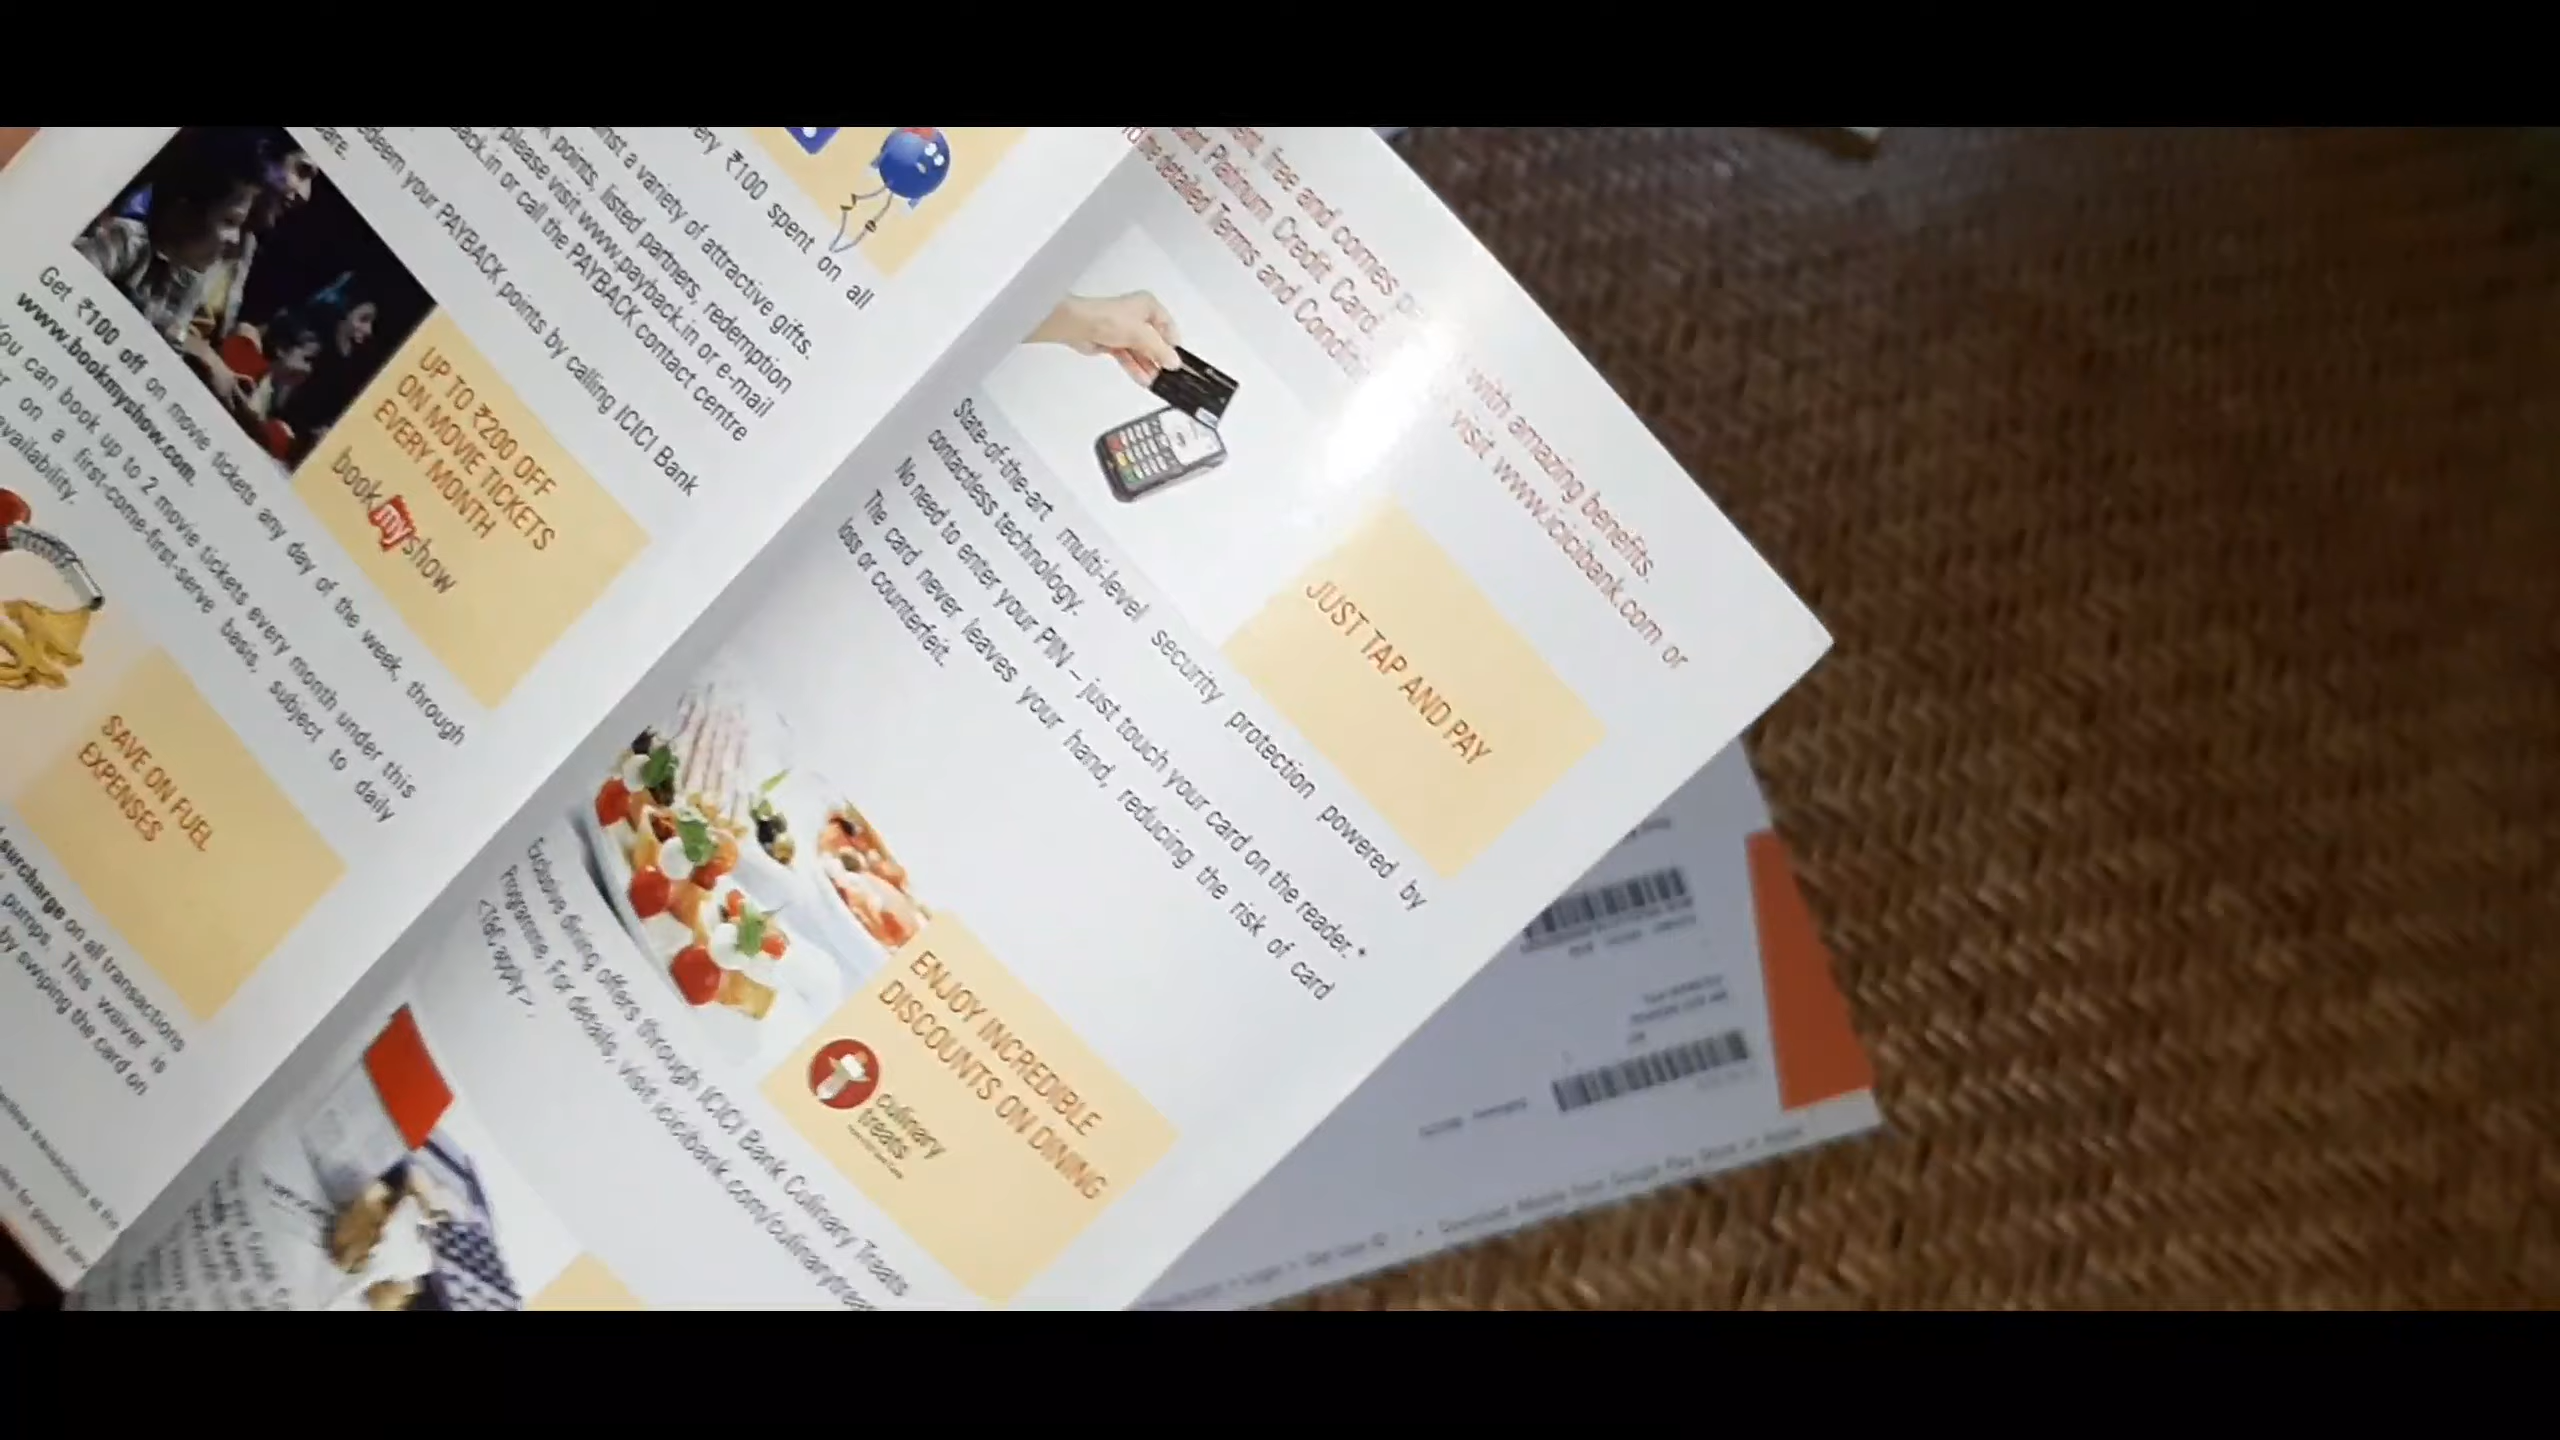 ery ₹100 spent on all
inst a variety of attractive gifts.
K points, listed partners, redemption
please visit www.payback.in or e-mail
back.in or call the PAYBACK contact centre
edeem your PAYBACK points by calling ICICI Bank
are.
UP TO ₹200 OFF
ON MOVIE TICKETS
EVERY MONTH
bookmyshow
Get ₹100 off on movie tickets any day of the week, through
www.bookmyshow.com.
You can book up to 2 movie tickets every month under this
r on a first-come-first-serve basis, subject to daily
availability.
SAVE ON FUEL
EXPENSES
surcharge on all transactions
pumps. This waiver is
by swiping the card on
free and comes with amazing benefits.
Platinum Credit Card, visit www.icicibank.com or
detailed Terms and
JUST TAP AND PAY
State-of-the-art multi-level security protection powered by
contactless technology.
No need to enter your PIN – just touch your card on the reader.*
The card never leaves your hand, reducing the risk of card
loss or counterfeit.
ENJOY INCREDIBLE
DISCOUNTS ON DINING
culinary
treats
Exclusive dining offers through ICICI Bank Culinary Treats
Programme. For details, visit icicibank.com/culinarytrea
<T&C apply>.